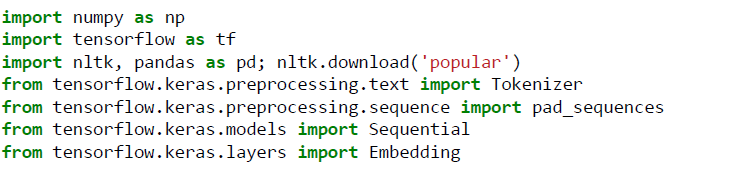 import numpy as np
import tensorflow as tf
import nltk, pandas as pd; nltk.download('popular')
from tensorflow.keras.preprocessing.text import Tokenizer
from tensorflow.keras.preprocessing.sequence import pad_sequences
from tensorflow.keras.models import Sequential
from tensorflow.keras.layers import Embedding